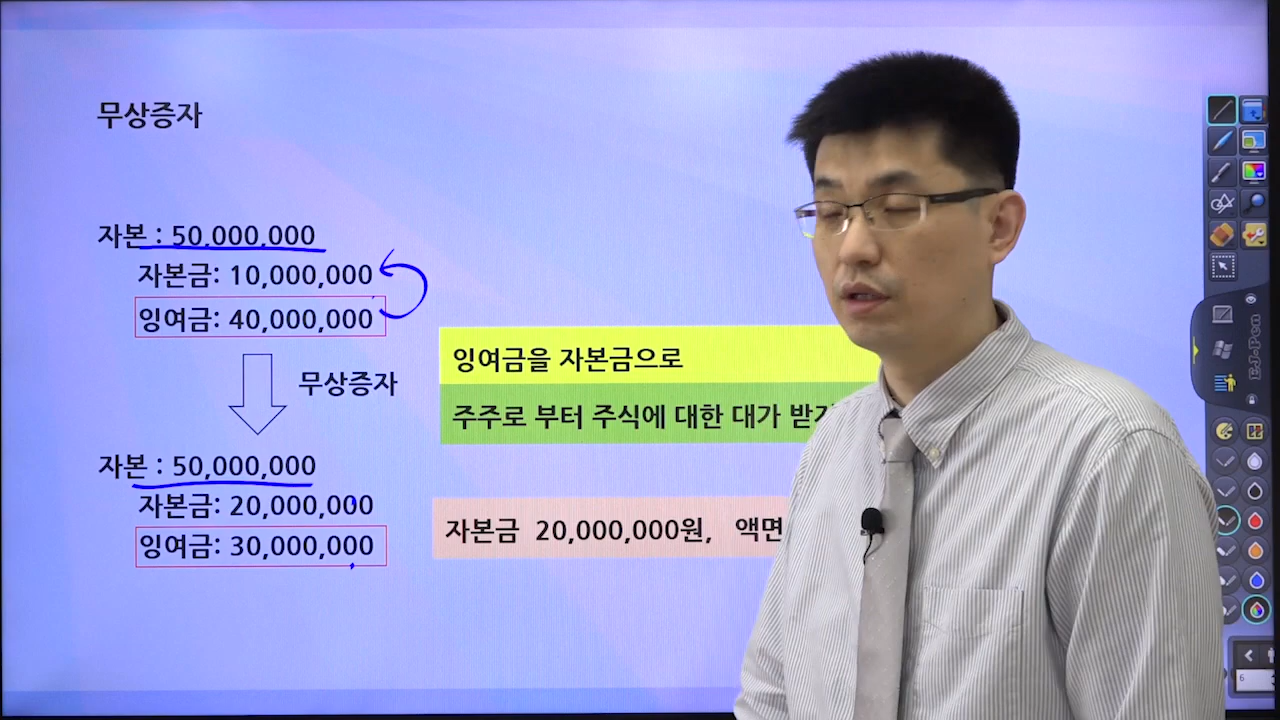 무상증자
자본 : 50,000,000
자본금: 10,000,000
잉여금: 40,000,000
무상증자
잉여금을 자본금으로
주주로 부터 주식에 대한 대가 받
자본 : 50,000,000
자본금: 20,000,000
잉여금: 30,000,000
자본금 20,000,000원, 액면
E.J.Pen
6